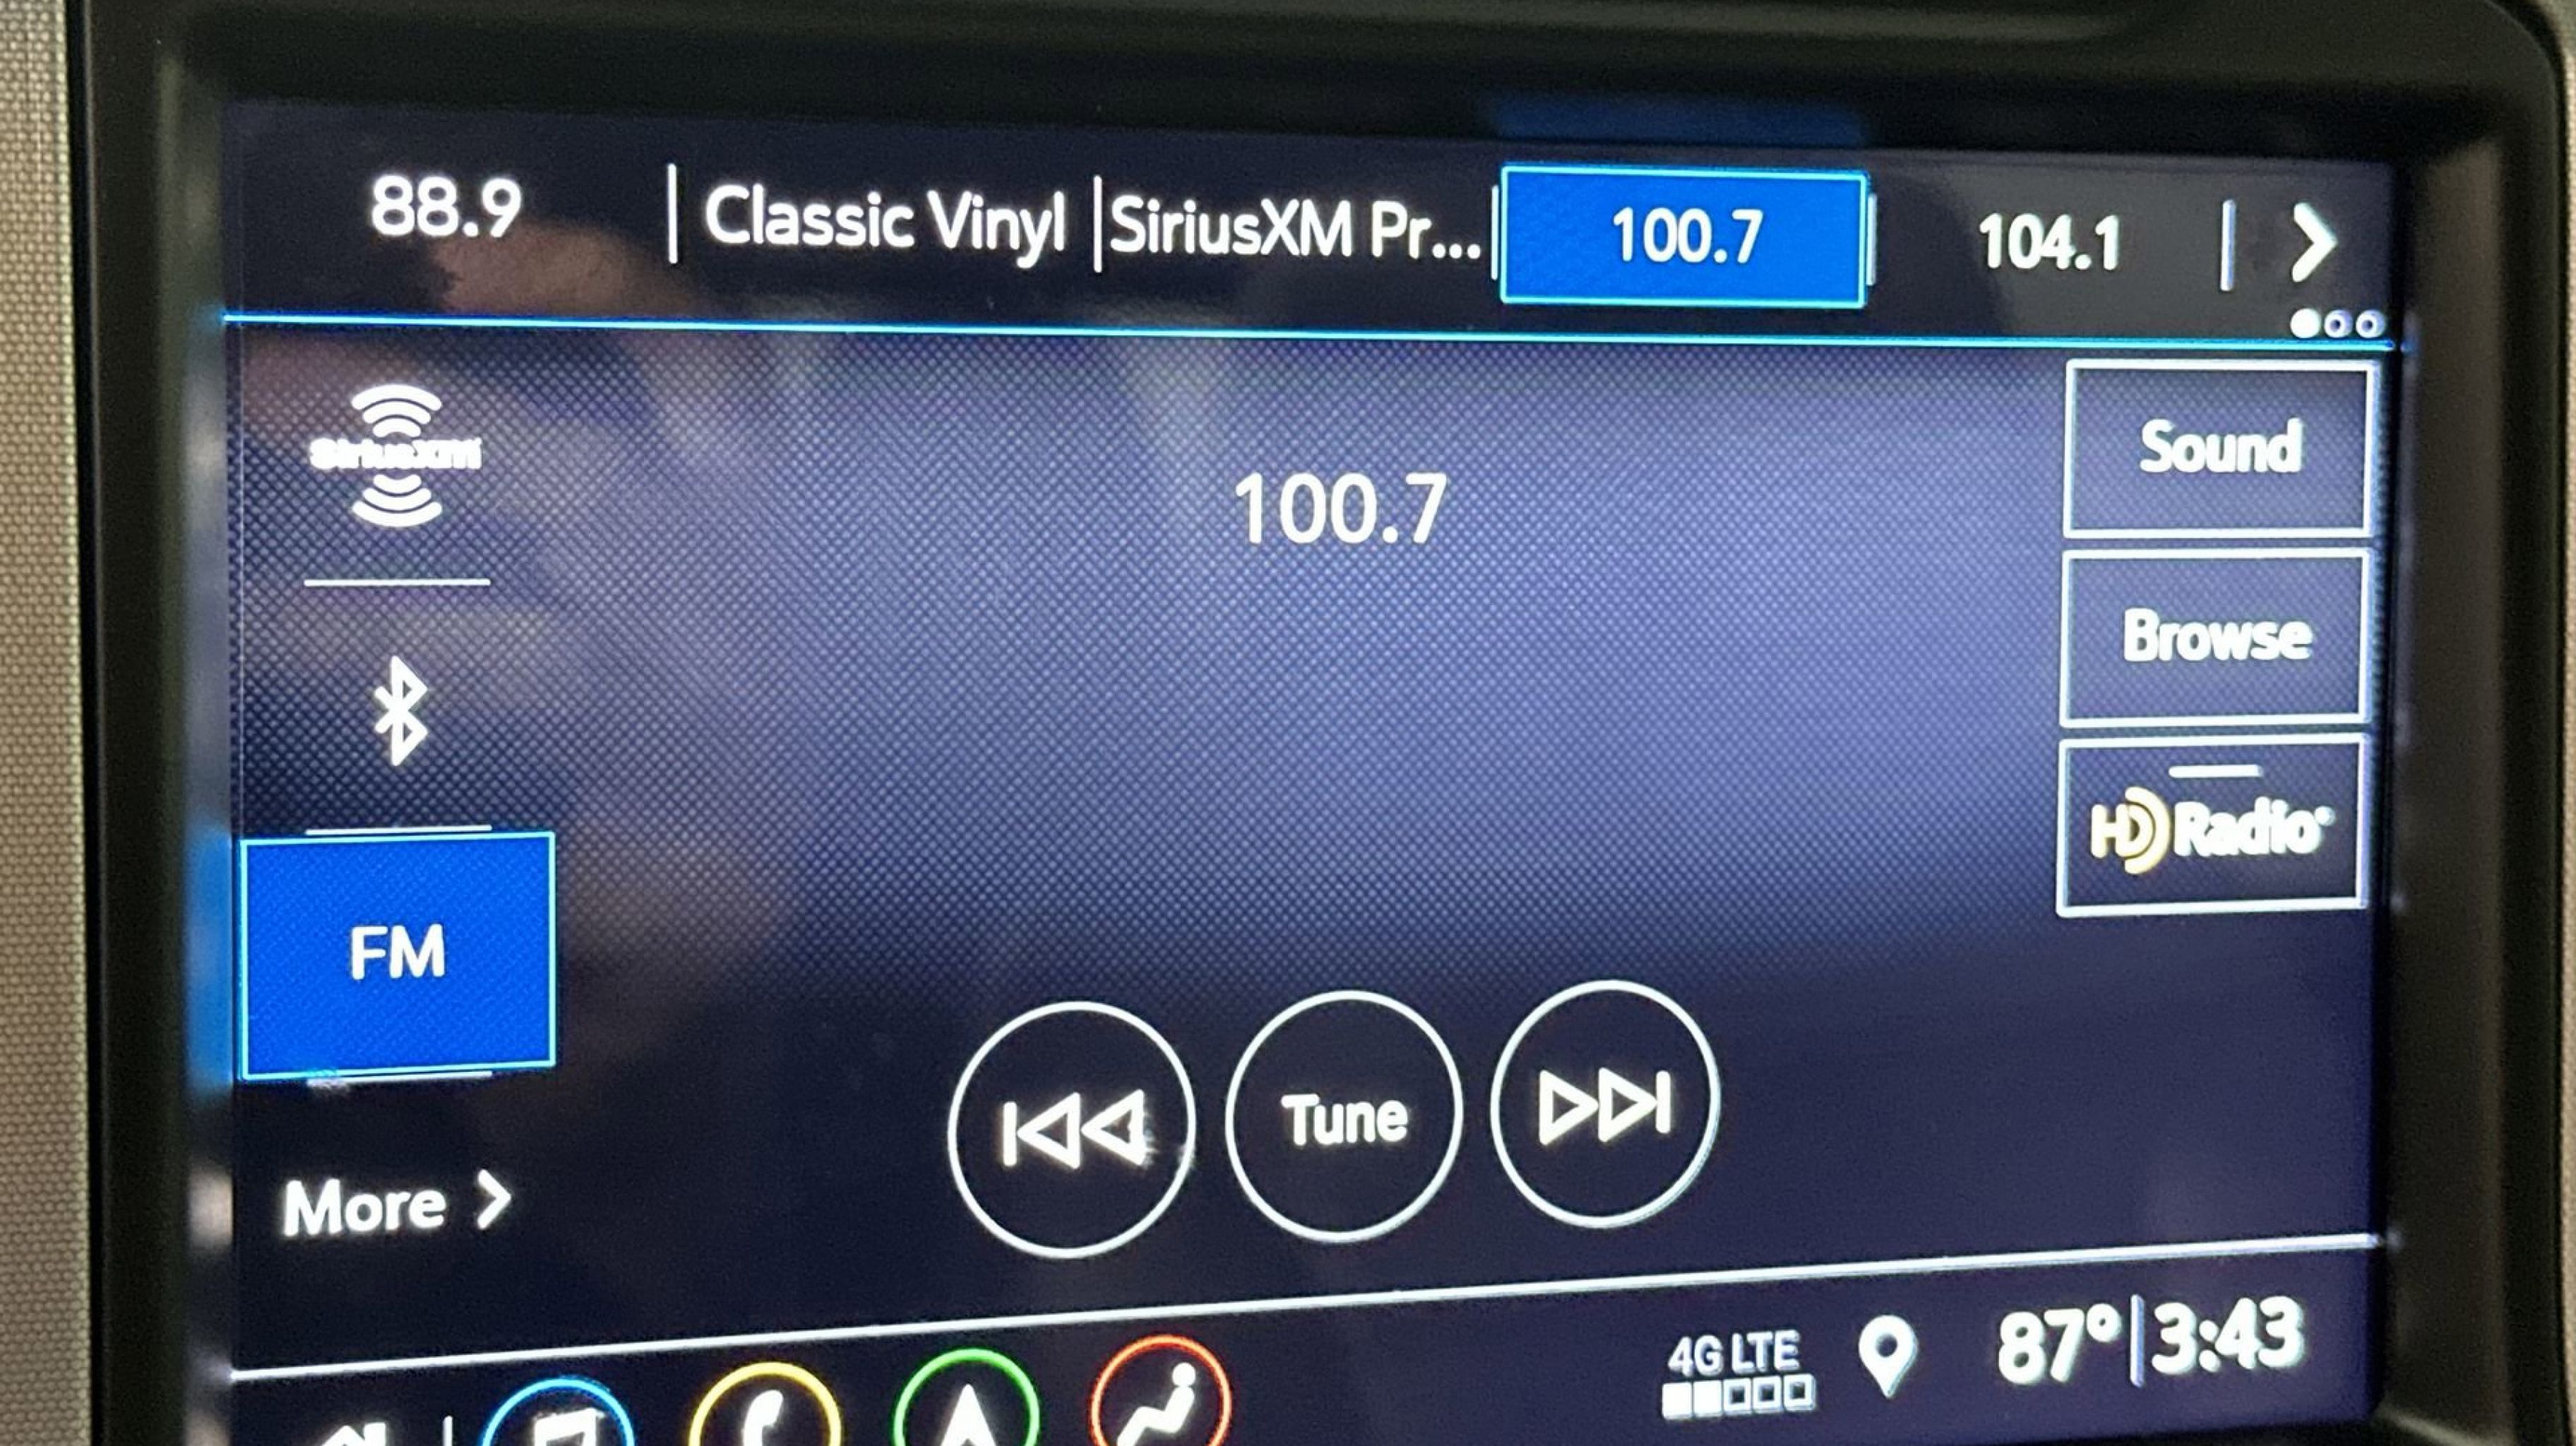 88.9 | Classic Vinyl | SiriusXM Pr... 100.7 104.1 |
SiriusXM
100.7
Sound
Browse
HD Radio
FM
Tune
More
4G LTE
87° | 3:43